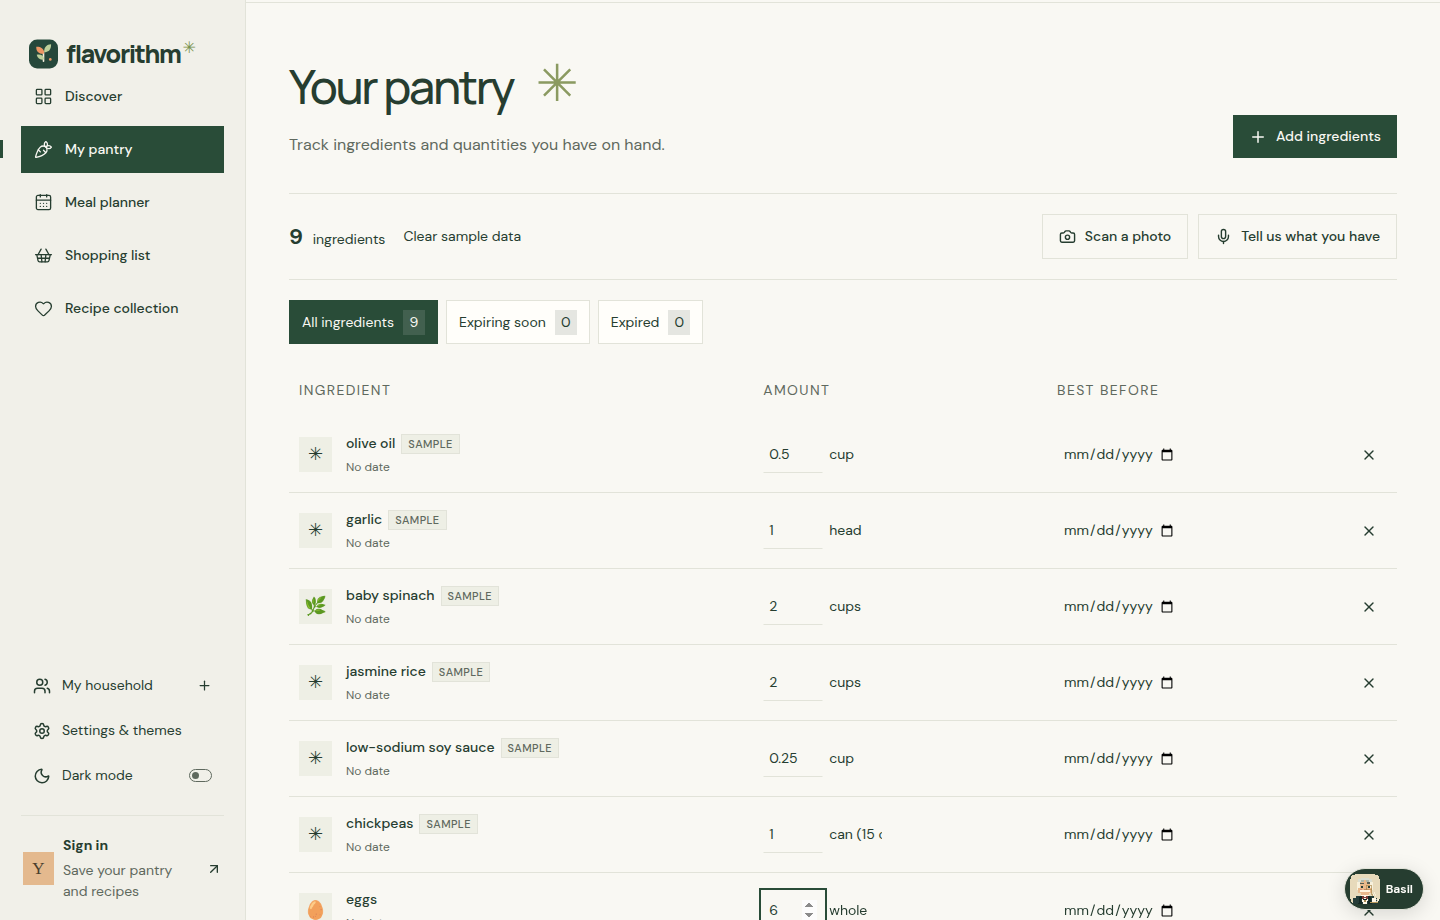 flavorithm
Discover
My pantry
Meal planner
Shopping list
Recipe collection
My household
Settings & themes
Dark mode
Y
Sign in
Save your pantry
and recipes
Your pantry
Track ingredients and quantities you have on hand.
Add ingredients
9 ingredients Clear sample data
Scan a photo Tell us what you have
All ingredients 9 Expiring soon 0 Expired 0
INGREDIENT AMOUNT BEST BEFORE
olive oil SAMPLE
No date
0.5 cup mm/dd/yyyy
garlic SAMPLE
No date
1 head mm/dd/yyyy
baby spinach SAMPLE
No date
2 cups mm/dd/yyyy
jasmine rice SAMPLE
No date
2 cups mm/dd/yyyy
low-sodium soy sauce SAMPLE
No date
0.25 cup mm/dd/yyyy
chickpeas SAMPLE
No date
1 can (15 mm/dd/yyyy
eggs
6 whole mm/dd/yyyy
Basil